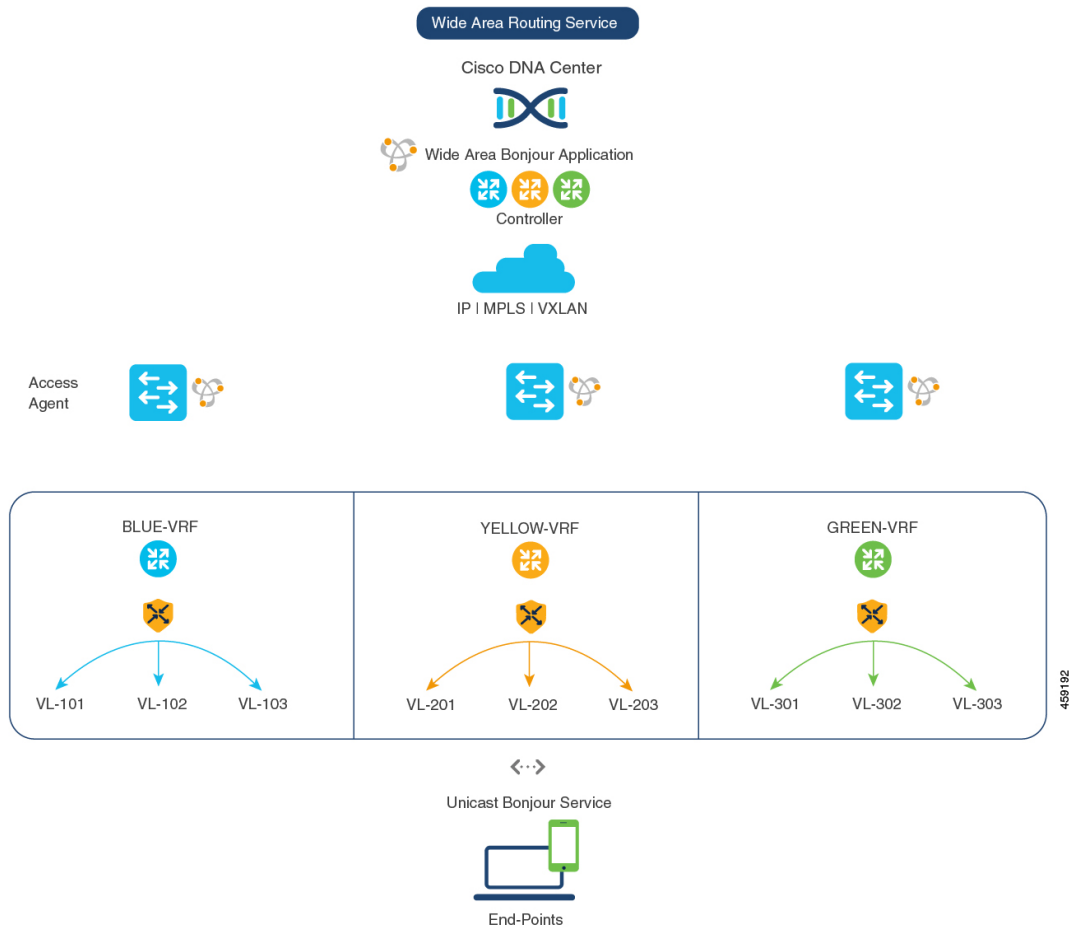 Wide Area Routing Service
Cisco DNA Center
Wide Area Bonjour Application
Controller
IP | MPLS | VXLAN
Access
Agent
BLUE-VRF
YELLOW-VRF
GREEN-VRF
VL-101
VL-102
VL-103
VL-201
VL-202
VL-203
VL-301
VL-302
VL-303
459192
Unicast Bonjour Service
End-Points